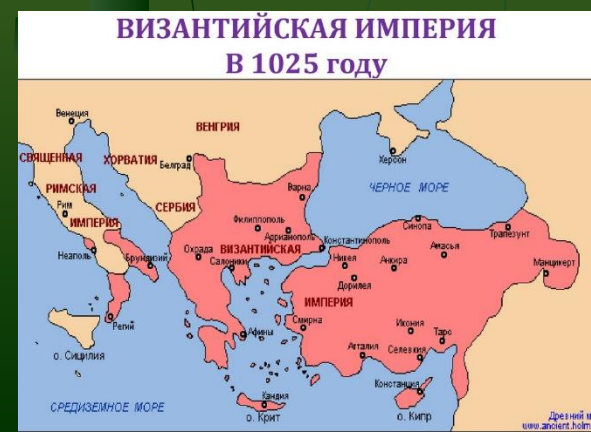 ВИЗАНТИЙСКАЯ ИМПЕРИЯ
В 1025 году
Венеция
ВЕНГРИЯ
СВЯЩЕННАЯ
ХОРВАТИЯ
Белград
Херсон
РИМСКАЯ
ЧЕРНОЕ МОРЕ
Рим
СЕРБИЯ
Варна
ИМПЕРИЯ
Филиппополь
Синопа
Адрианополь
Трапезунт
Неаполь
Бриндизий
Охрида
ВИЗАНТИЙСКАЯ
Константинополь
Амасья
Салоники
Никея
Анкира
Манцикерт
Дорилея
ИМПЕРИЯ
Регий
Смирна
Икония
Тарс
Афины
о. Сицилия
Атталия
Селевкия
Констанция
Кандия
СРЕДИЗЕМНОЕ МОРЕ
о. Крит
о. Кипр
Древний
www.ancient.holm